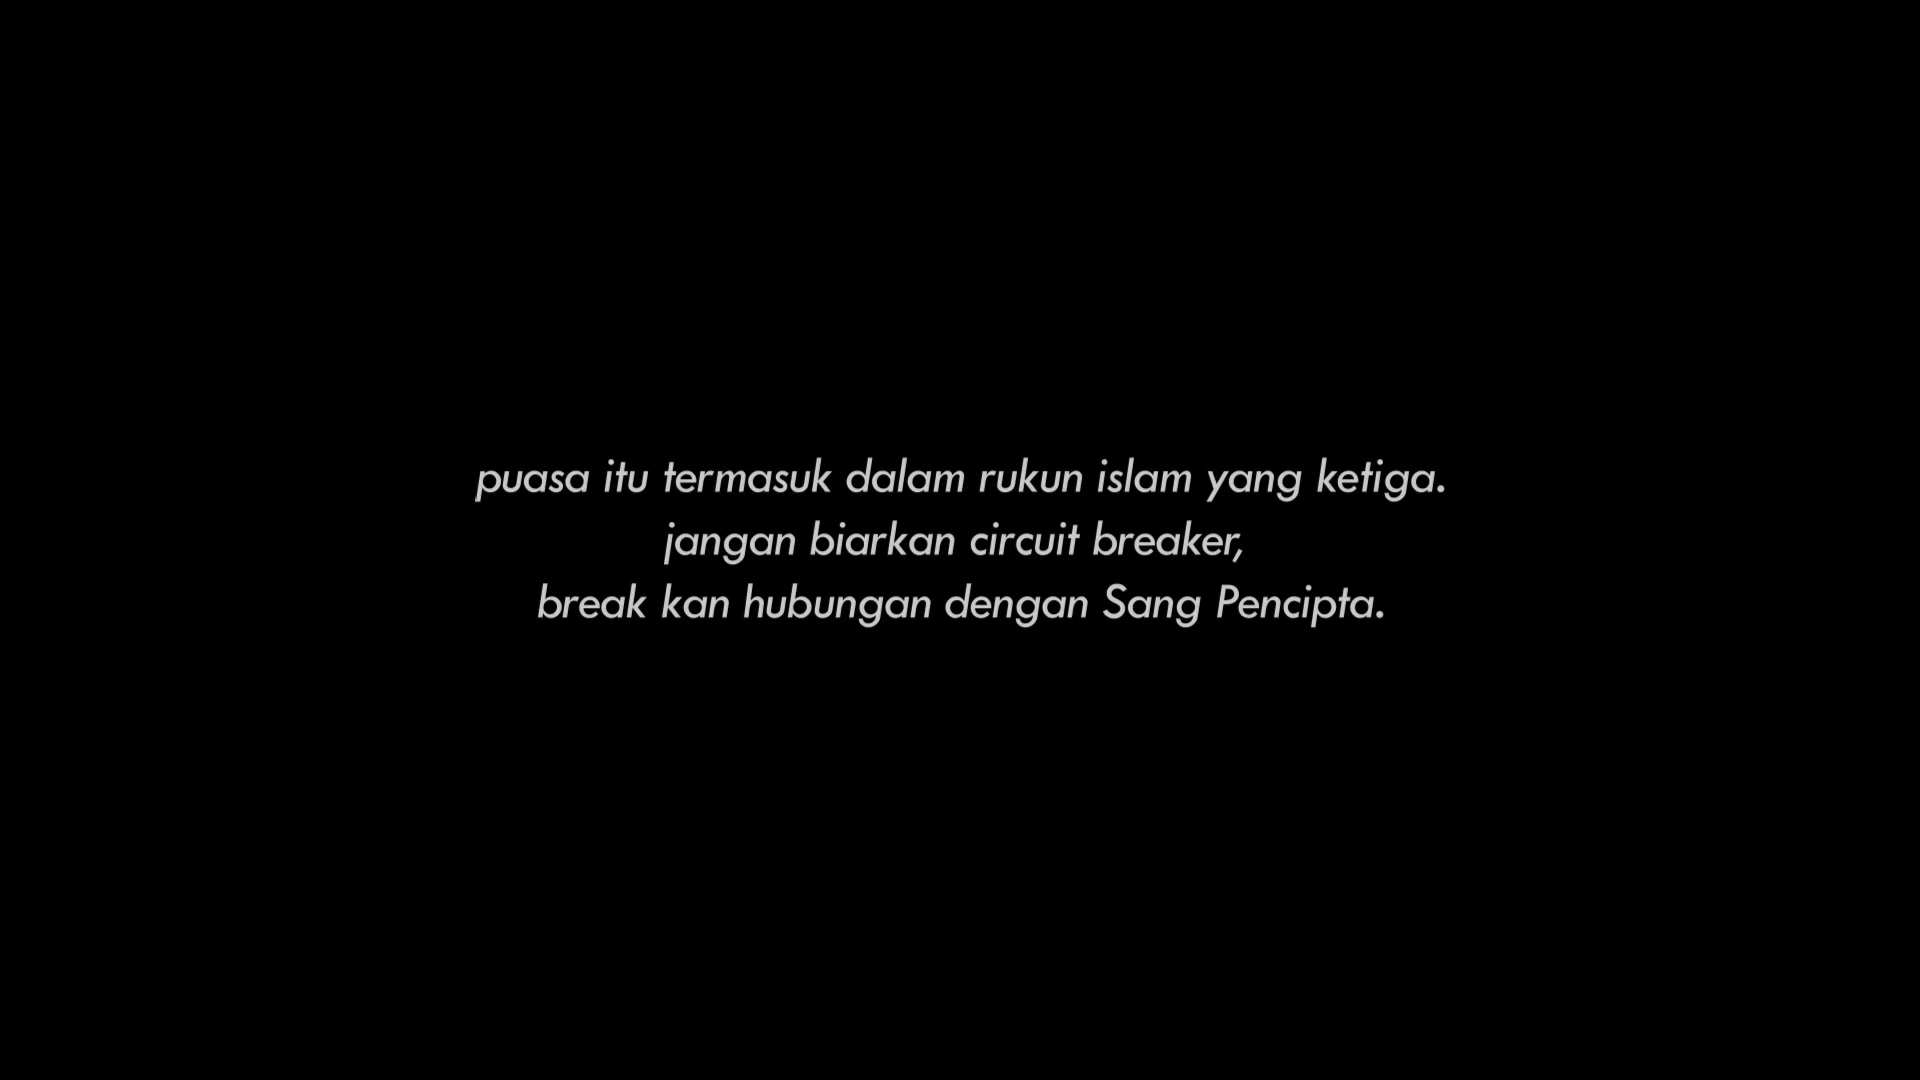 puasa itu termasuk dalam rukun islam yang ketiga.
jangan biarkan circuit breaker,
break kan hubungan dengan Sang Pencipta.